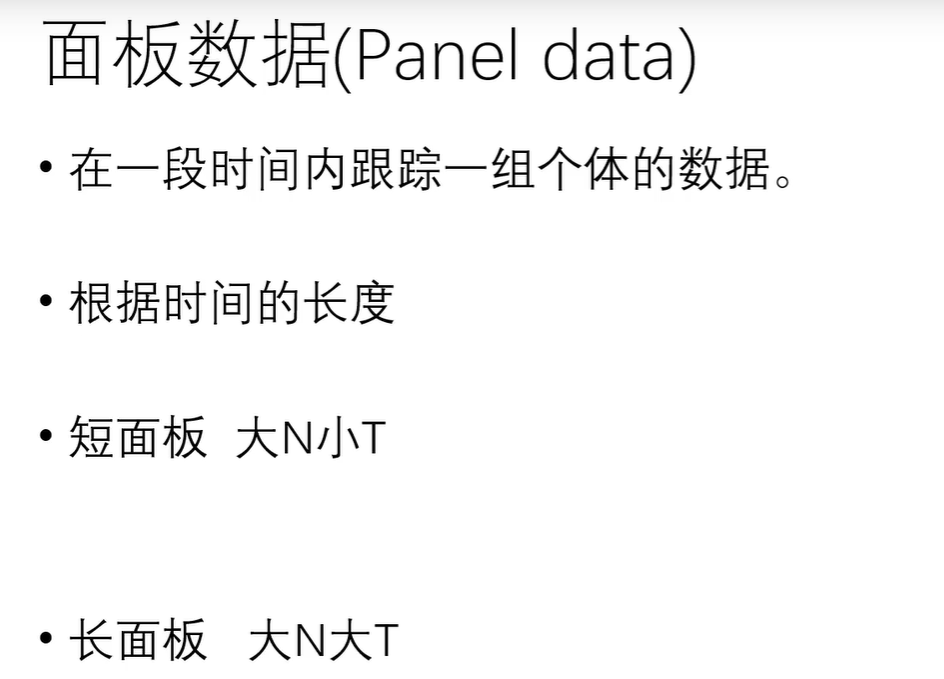 面板数据(Panel data)
• 在一段时间内跟踪一组个体的数据。
• 根据时间的长度
• 短面板 大N小T
• 长面板 大N大T